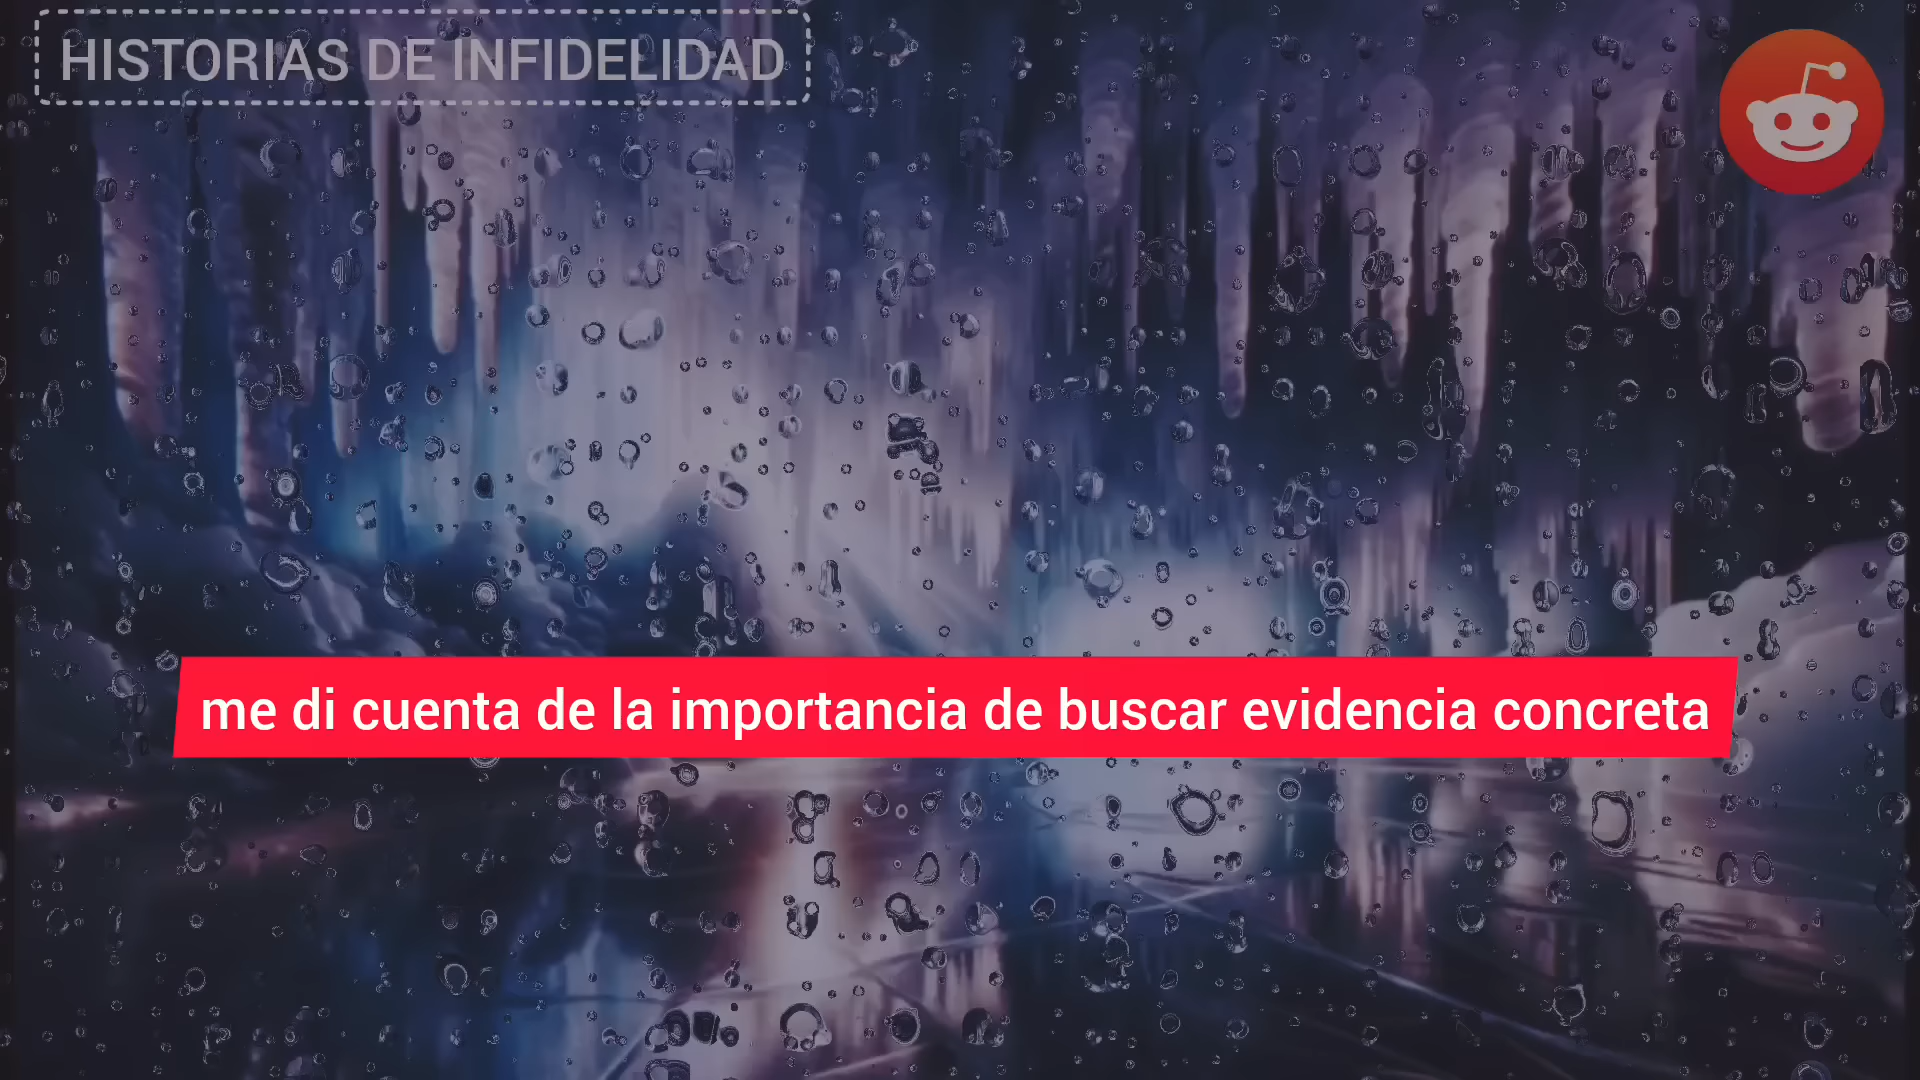 HISTORIAS DE INFIDELIDAD
me di cuenta de la importancia de buscar evidencia concreta